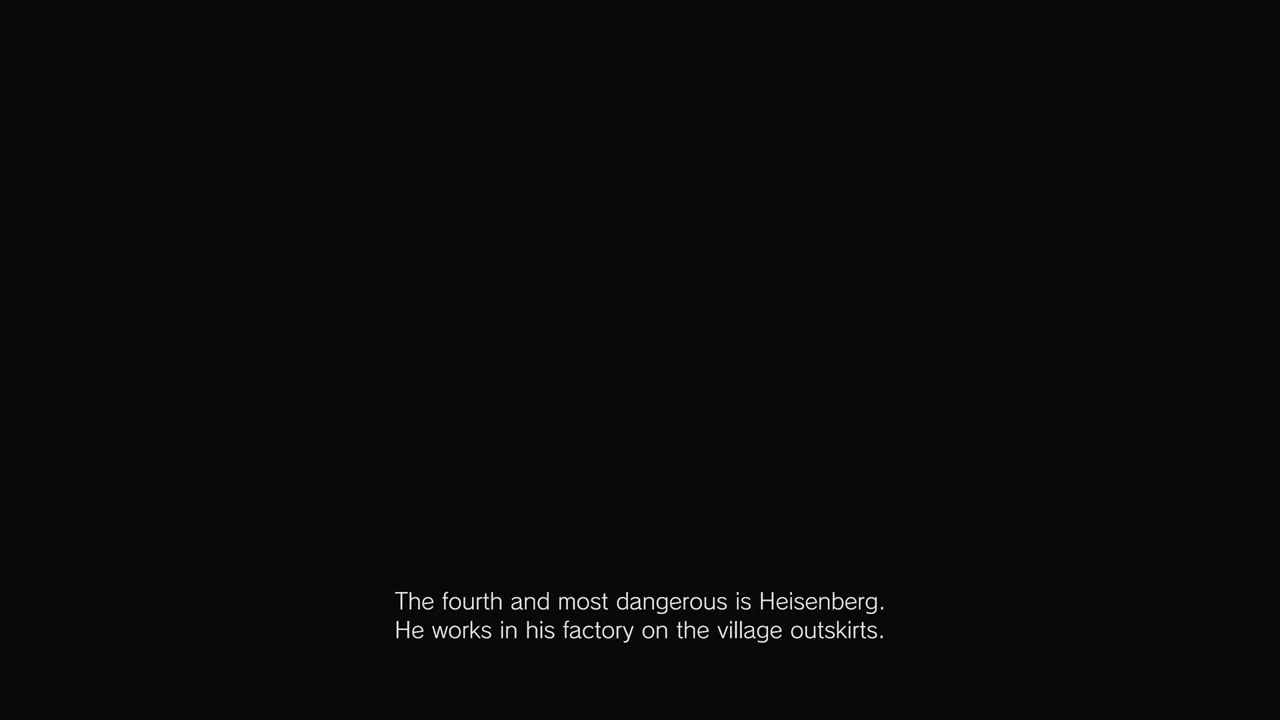 The fourth and most dangerous is Heisenberg.
He works in his factory on the village outskirts.